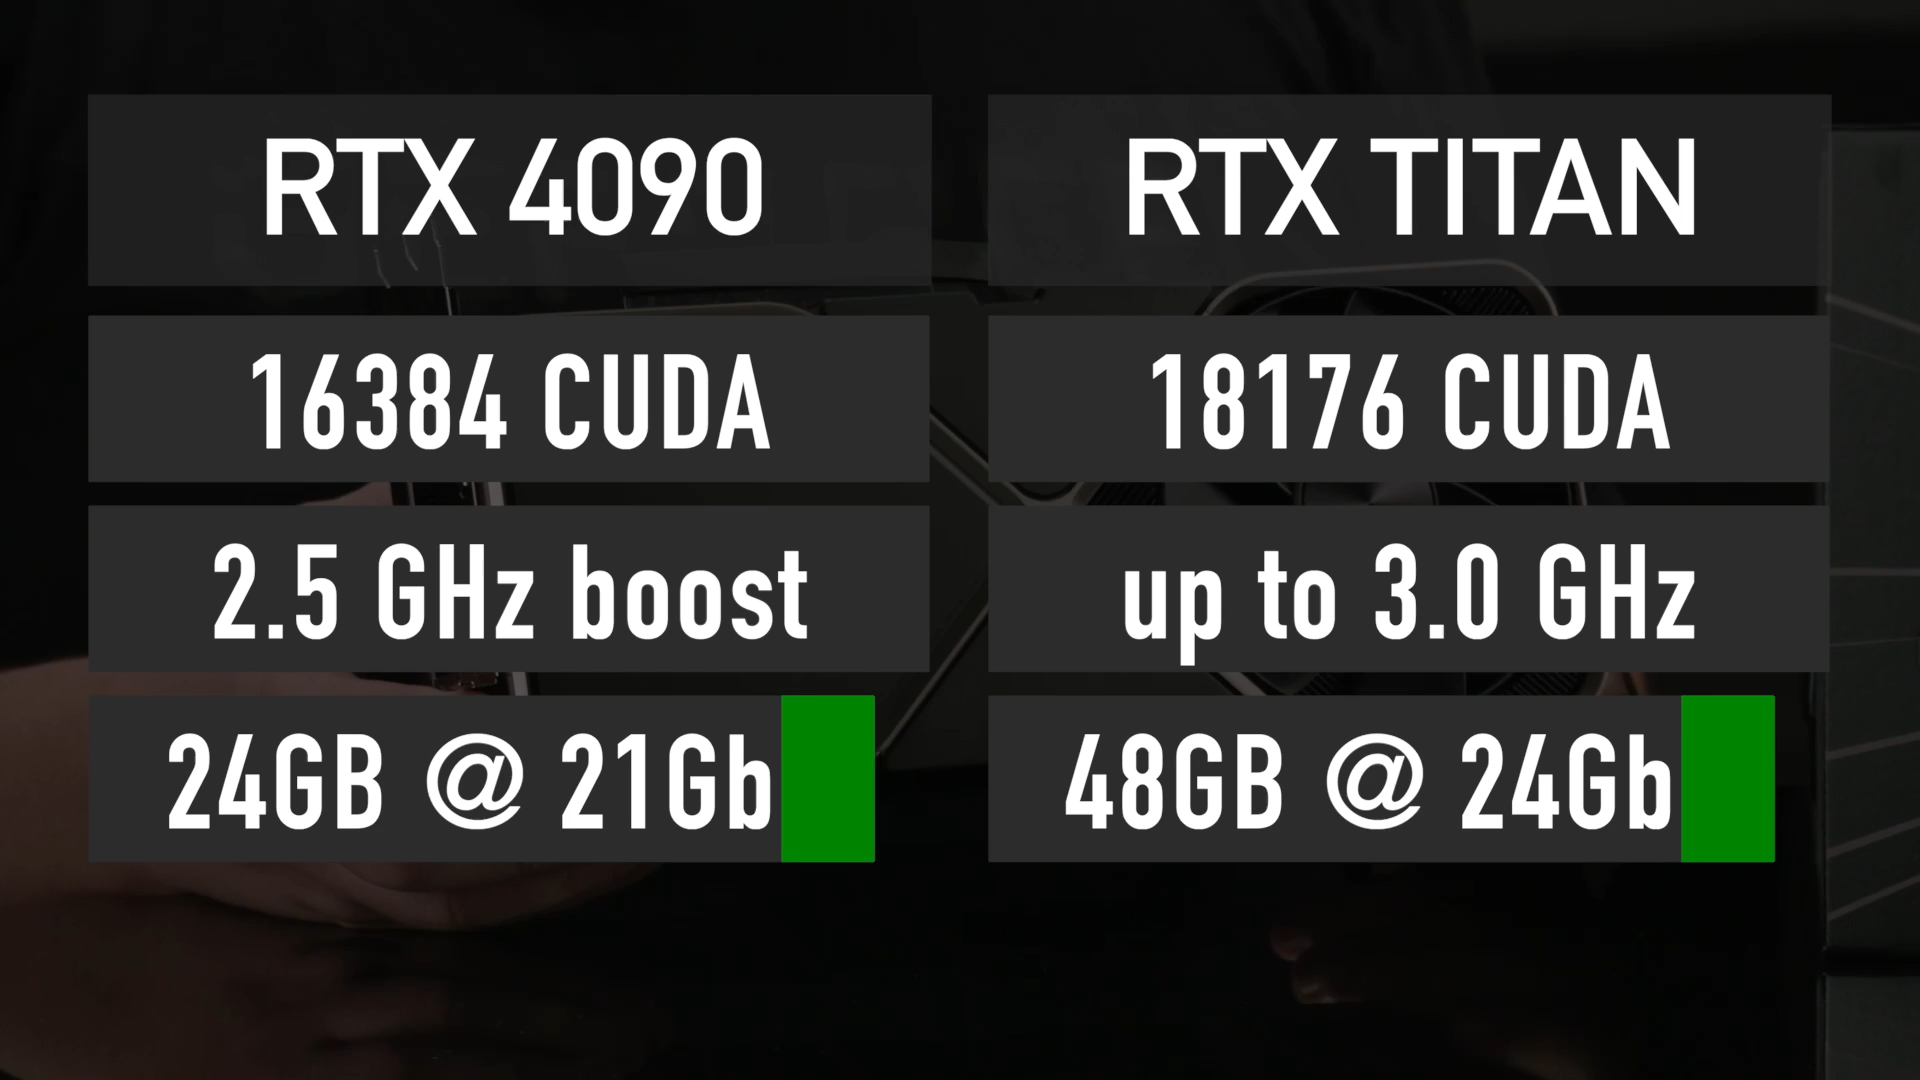 RTX 4090
RTX TITAN
16384 CUDA
18176 CUDA
2.5 GHz boost
up to 3.0 GHz
24GB @ 21Gb
48GB @ 24Gb